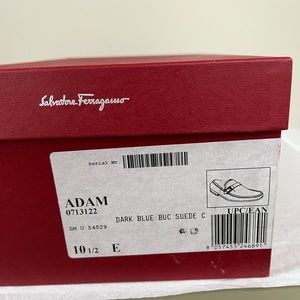 Salvatore Ferragamo
Serial Nr.
ADAM
0713122
DARK BLUE BUC SUEDE C
UPC/EAN
EM U 54529
10 1/2 E
8 057453 246891